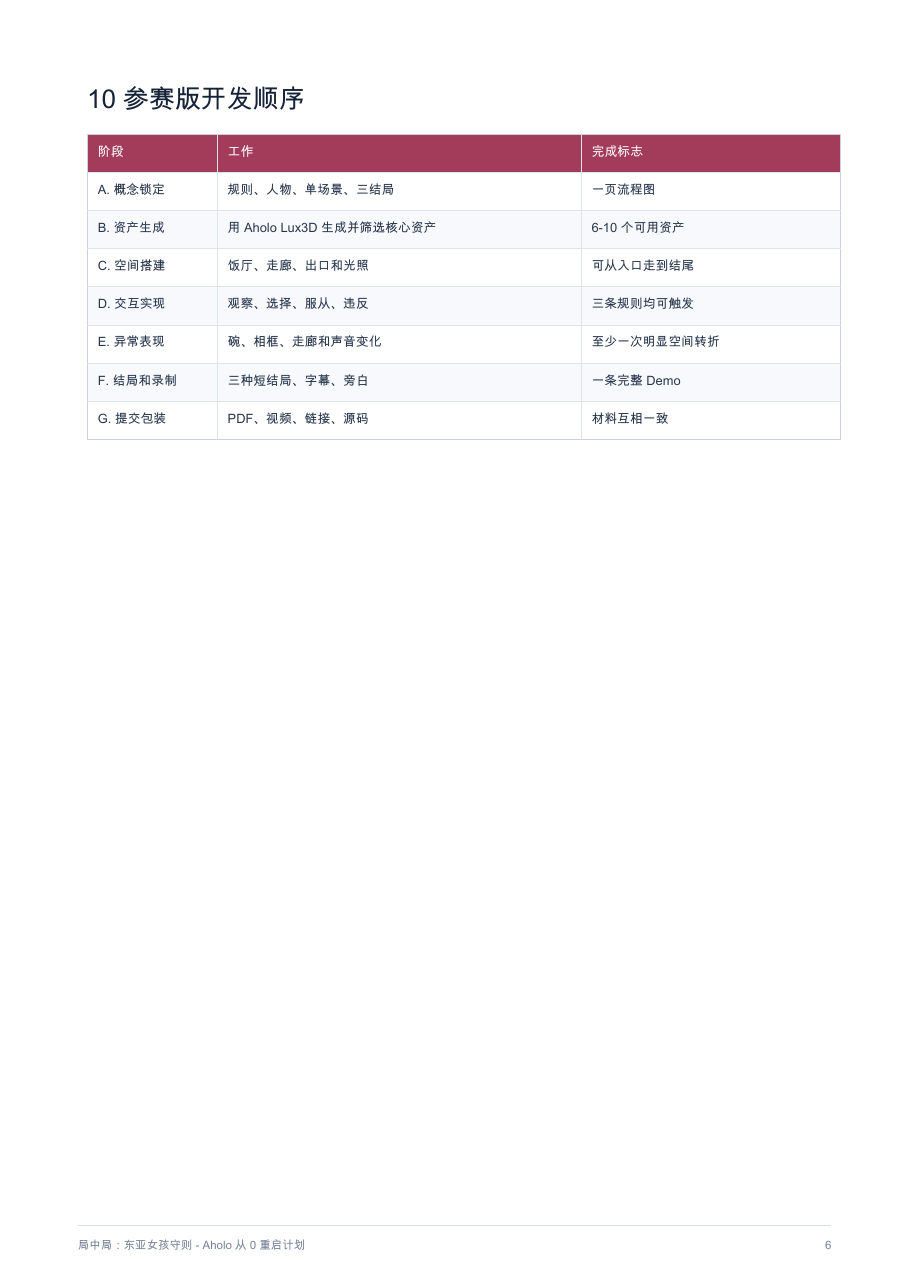 10 参赛版开发顺序
阶段 工作 完成标志
A. 概念锁定 规则、人物、单场景、三结局 一页流程图
B. 资产生成 用 Aholo Lux3D 生成并筛选核心资产 6-10 个可用资产
C. 空间搭建 饭厅、走廊、出口和光照 可从入口走到结尾
D. 交互实现 观察、选择、服从、违反 三条规则均可触发
E. 异常表现 碗、相框、走廊和声音变化 至少一次明显空间转折
F. 结局和录制 三种短结局、字幕、旁白 一条完整 Demo
G. 提交包装 PDF、视频、链接、源码 材料互相一致
局中局：东亚女孩守则 - Aholo 从 0 重启计划 6